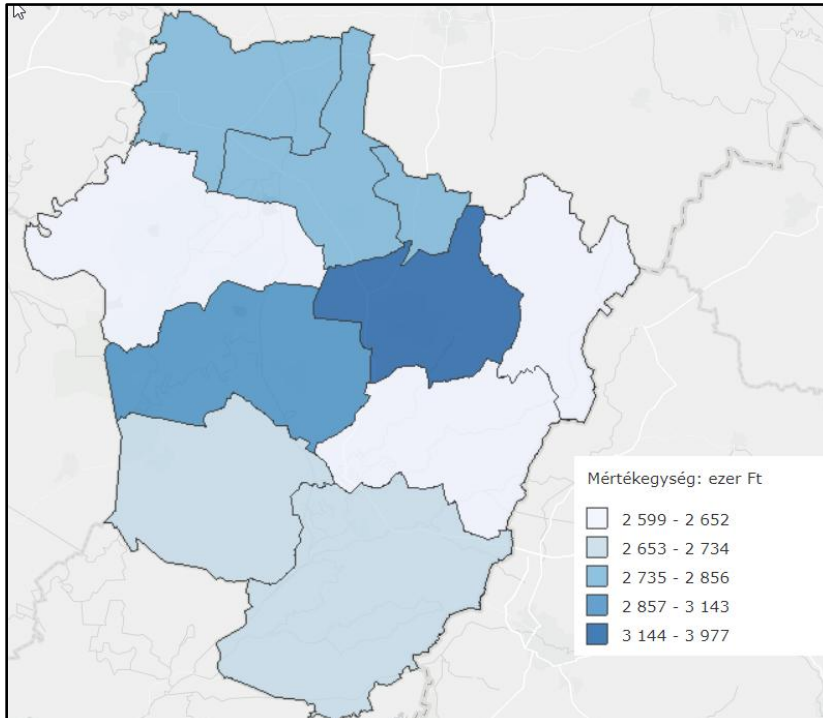 Mértékegység: ezer Ft
2 599 - 2 652
2 653 - 2 734
2 735 - 2 856
2 857 - 3 143
3 144 - 3 977